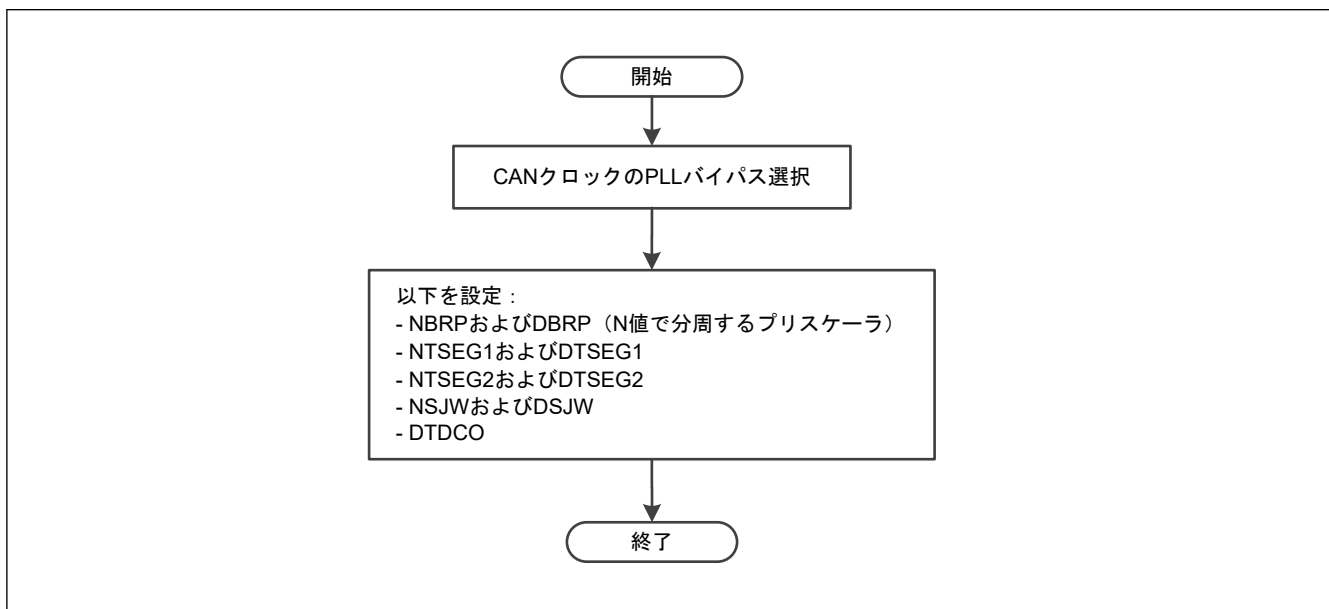 開始
CANクロックのPLLバイパス選択
以下を設定：
- NBRPおよびDBRP（N値で分周するプリスケーラ）
- NTSEG1およびDTSEG1
- NTSEG2およびDTSEG2
- NSJWおよびDSJW
- DTDCO
終了